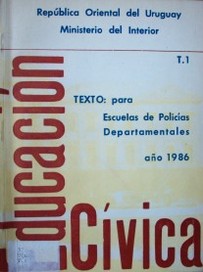 República Oriental del Uruguay
Ministerio del Interior
T.1
TEXTO: para
Escuelas de Policías
Departamentales
año 1986
Educación
Cívica